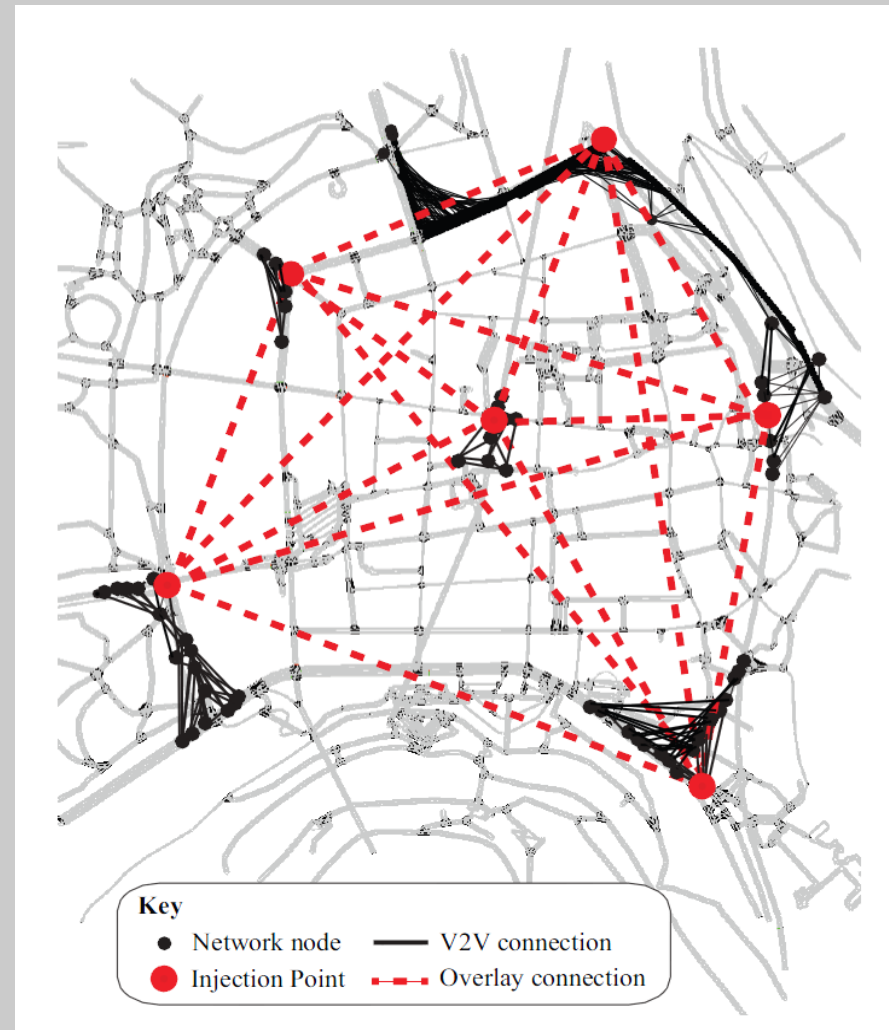 Key
Network node
V2V connection
Injection Point
Overlay connection